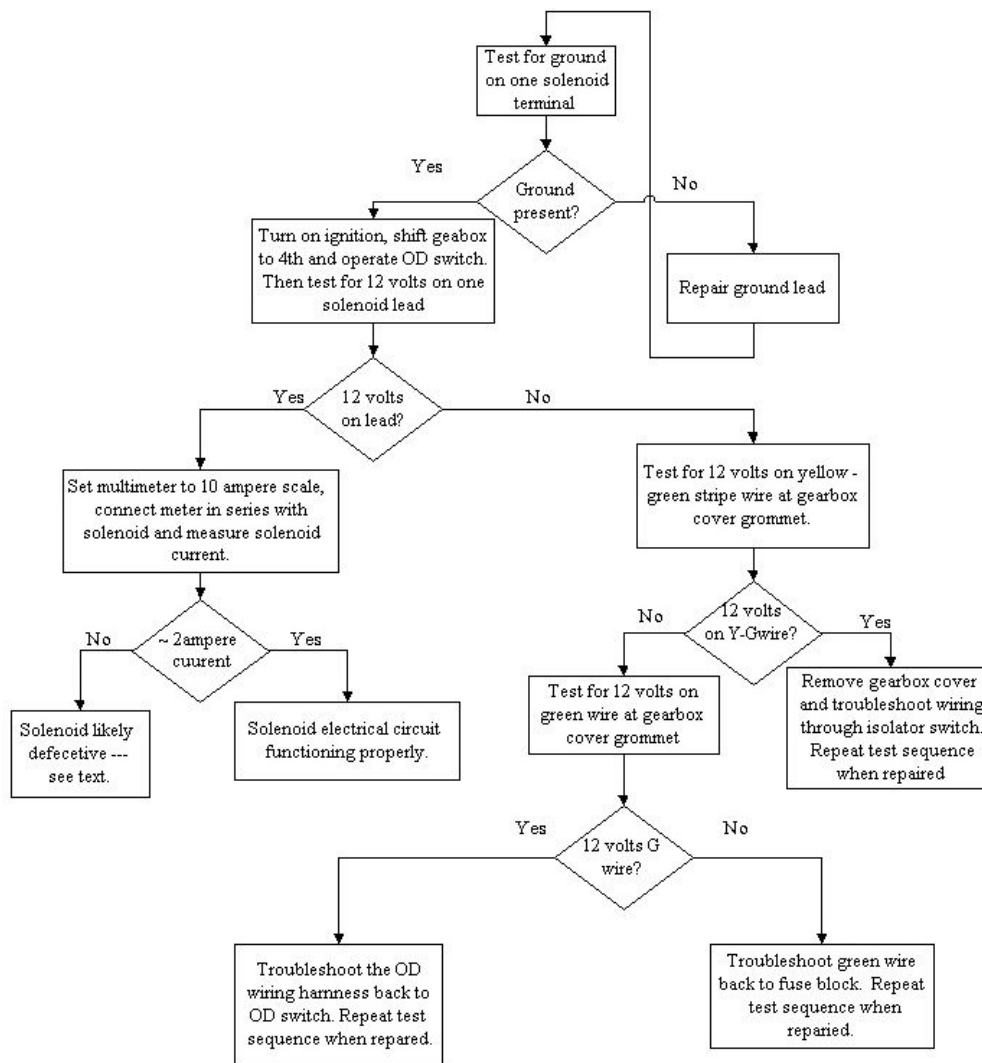 Test for ground
on one solenoid
terminal
Yes
Ground
present?
No
Turn on ignition, shift geabox
to 4th and operate OD switch.
Then test for 12 volts on one
solenoid lead
Repair ground lead
Yes
12 volts
on lead?
No
Set multimeter to 10 ampere scale,
connect meter in series with
solenoid and measure solenoid
current.
Test for 12 volts on yellow -
green stripe wire at gearbox
cover grommet.
No
~ 2ampere
cuurent
Yes
No
12 volts
on Y-Gwire?
Yes
Solenoid likely
defecetive ---
see text.
Solenoid electrical circuit
functioning properly.
Test for 12 volts on
green wire at gearbox
cover grommet
Remove gearbox cover
and troubleshoot wiring
through isolator switch.
Repeat test sequence
when repaired
Yes
12 volts G
wire?
No
Troubleshoot the OD
wiring harnness back to
OD switch. Repeat test
sequence when repared.
Troubleshoot green wire
back to fuse block.  Repeat
test sequence when
reparied.